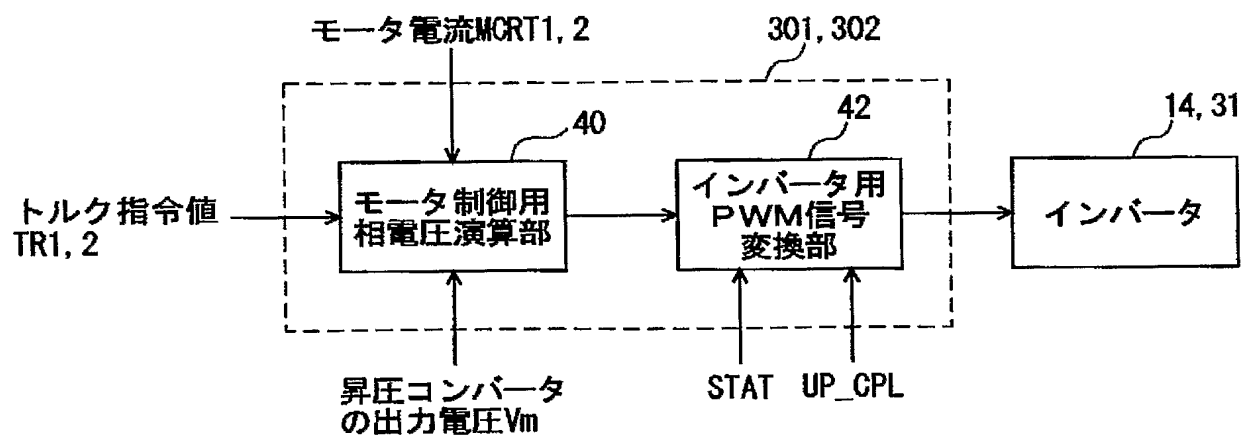 モータ電流MCRT1, 2
301, 302
40
42
14, 31
トルク指令値
TR1, 2
モータ制御用
相電圧演算部
インバータ用
PWM信号
変換部
インバータ
昇圧コンバータ
の出力電圧Vm
STAT
UP_CPL